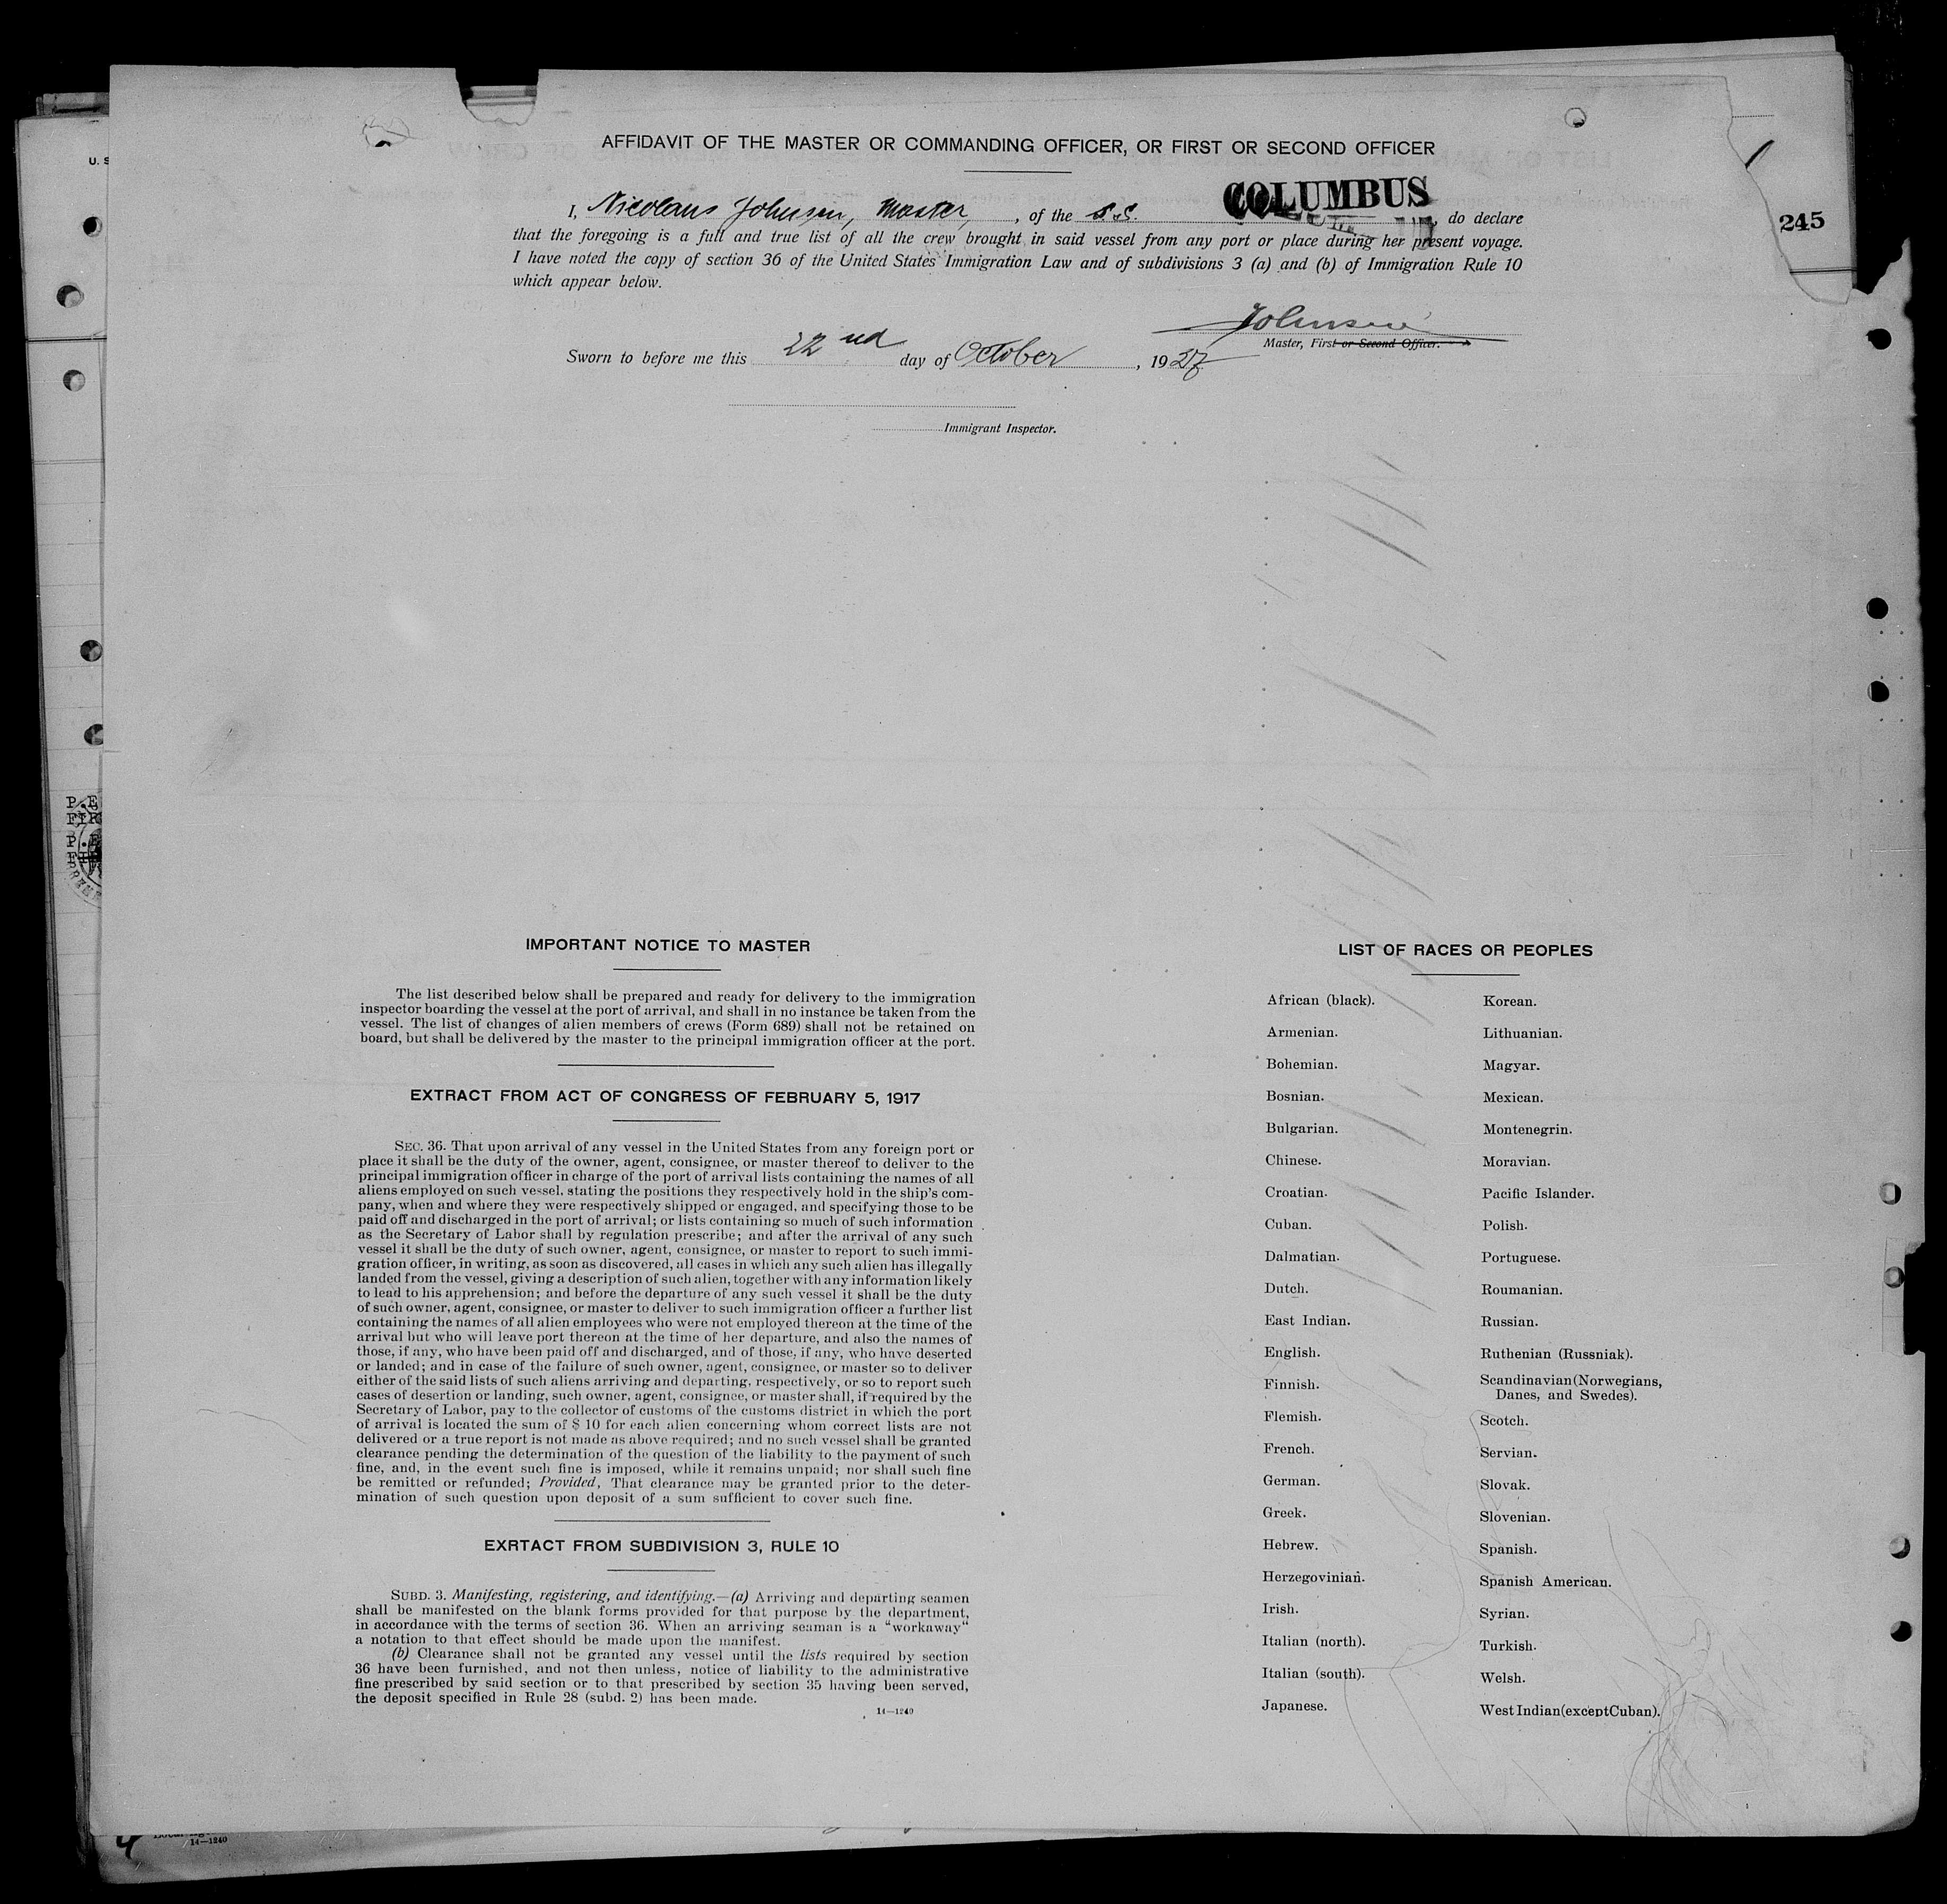 AFFIDAVIT OF THE MASTER OR COMMANDING OFFICER, OR FIRST OR SECOND OFFICER
I, Nicolaus Johnsen, Master, of the S.S. COLUMBUS, do declare
that the foregoing is a full and true list of all the crew brought in said vessel from any port or place during her present voyage.
I have noted the copy of section 36 of the United States Immigration Law and of subdivisions 3 (a) and (b) of Immigration Rule 10
which appear below.
245
Johnsen
Master, First or Second Officer.
Sworn to before me this 22nd day of October, 1927
Immigrant Inspector.
IMPORTANT NOTICE TO MASTER
The list described below shall be prepared and ready for delivery to the immigration
inspector boarding the vessel at the port of arrival, and shall in no instance be taken from the
vessel. The list of changes of alien members of crews (Form 689) shall not be retained on
board, but shall be delivered by the master to the principal immigration officer at the port.
EXTRACT FROM ACT OF CONGRESS OF FEBRUARY 5, 1917
SEC. 36. That upon arrival of any vessel in the United States from any foreign port or
place it shall be the duty of the owner, agent, consignee, or master thereof to deliver to the
principal immigration officer in charge of the port of arrival lists containing the names of all
aliens employed on such vessel, stating the positions they respectively hold in the ship's com-
pany, when and where they were respectively shipped or engaged, and specifying those to be
paid off and discharged in the port of arrival; or lists containing so much of such information
as the Secretary of Labor shall by regulation prescribe; and after the arrival of any such
vessel it shall be the duty of such owner, agent, consignee, or master to report to such immi-
gration officer, in writing, as soon as discovered, all cases in which any such alien has illegally
landed from the vessel, giving a description of such alien, together with any information likely
to lead to his apprehension; and before the departure of any such vessel it shall be the duty
of such owner, agent, consignee, or master to deliver to such immigration officer a further list
containing the names of all alien employees who were not employed thereon at the time of the
arrival but who will leave port thereon at the time of her departure, and also the names of
those, if any, who have been paid off and discharged, and of those, if any, who have deserted
or landed; and in case of the failure of such owner, agent, consignee, or master so to deliver
either of the said lists of such aliens arriving and departing, respectively, or so to report such
cases of desertion or landing, such owner, agent, consignee, or master shall, if required by the
Secretary of Labor, pay to the collector of customs of the customs district in which the port
of arrival is located the sum of $ 10 for each alien concerning whom correct lists are not
delivered or a true report is not made as above required; and no such vessel shall be granted
clearance pending the determination of the question of the liability to the payment of such
fine, and, in the event such fine is imposed, while it remains unpaid; nor shall such fine
be remitted or refunded; Provided, That clearance may be granted prior to the deter-
mination of such question upon deposit of a sum sufficient to cover such fine.
EXRTACT FROM SUBDIVISION 3, RULE 10
SUBD. 3. Manifesting, registering, and identifying.—(a) Arriving and departing seamen
shall be manifested on the blank forms provided for that purpose by the department,
in accordance with the terms of section 36. When an arriving seaman is a “workaway“
a notation to that effect should be made upon the manifest.
(b) Clearance shall not be granted any vessel until the lists required by section
36 have been furnished, and not then unless, notice of liability to the administrative
fine prescribed by said section or to that prescribed by section 35 having been served,
the deposit specified in Rule 28 (subd. 2) has been made.
14—1240
LIST OF RACES OR PEOPLES
African (black).
Armenian.
Bohemian.
Bosnian.
Bulgarian.
Chinese.
Croatian.
Cuban.
Dalmatian.
Dutch.
East Indian.
English.
Finnish.
Flemish.
French.
German.
Greek.
Hebrew.
Herzegovinian.
Irish.
Italian (north).
Italian (south).
Japanese.
Korean.
Lithuanian.
Magyar.
Mexican.
Montenegrin.
Moravian.
Pacific Islander.
Polish.
Portuguese.
Roumanian.
Russian.
Ruthenian (Russniak).
Scandinavian (Norwegians,
Danes, and Swedes).
Scotch.
Servian.
Slovak.
Slovenian.
Spanish.
Spanish American.
Syrian.
Turkish.
Welsh.
West Indian (except Cuban).
14—1240